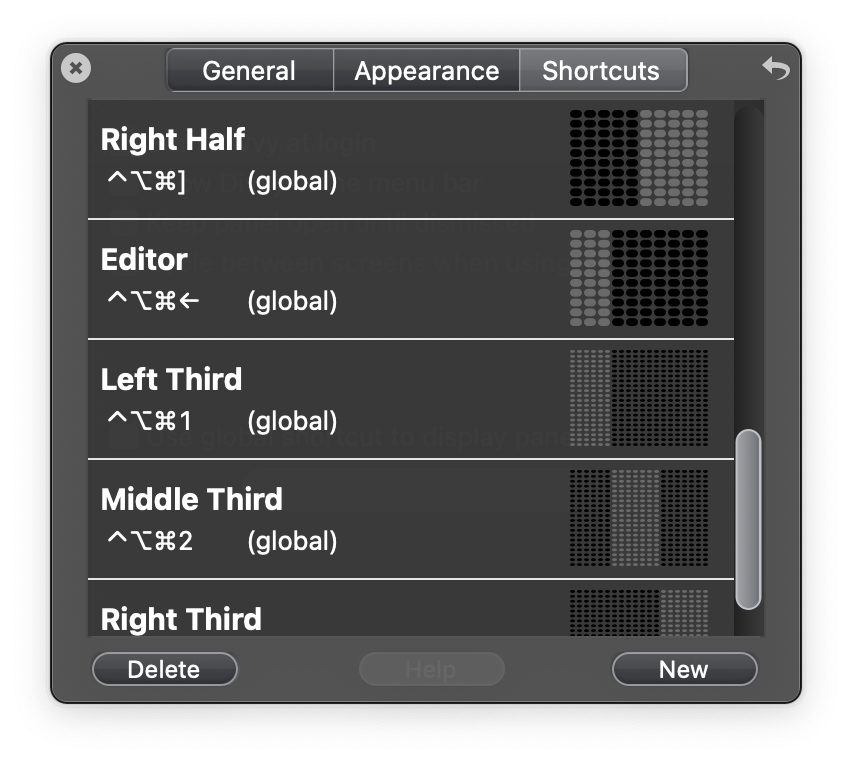 General Appearance Shortcuts
Right Half
^⌥⌘] (global)
Editor
^⌥⌘← (global)
Left Third
^⌥⌘1 (global)
Middle Third
^⌥⌘2 (global)
Right Third
Delete Help New